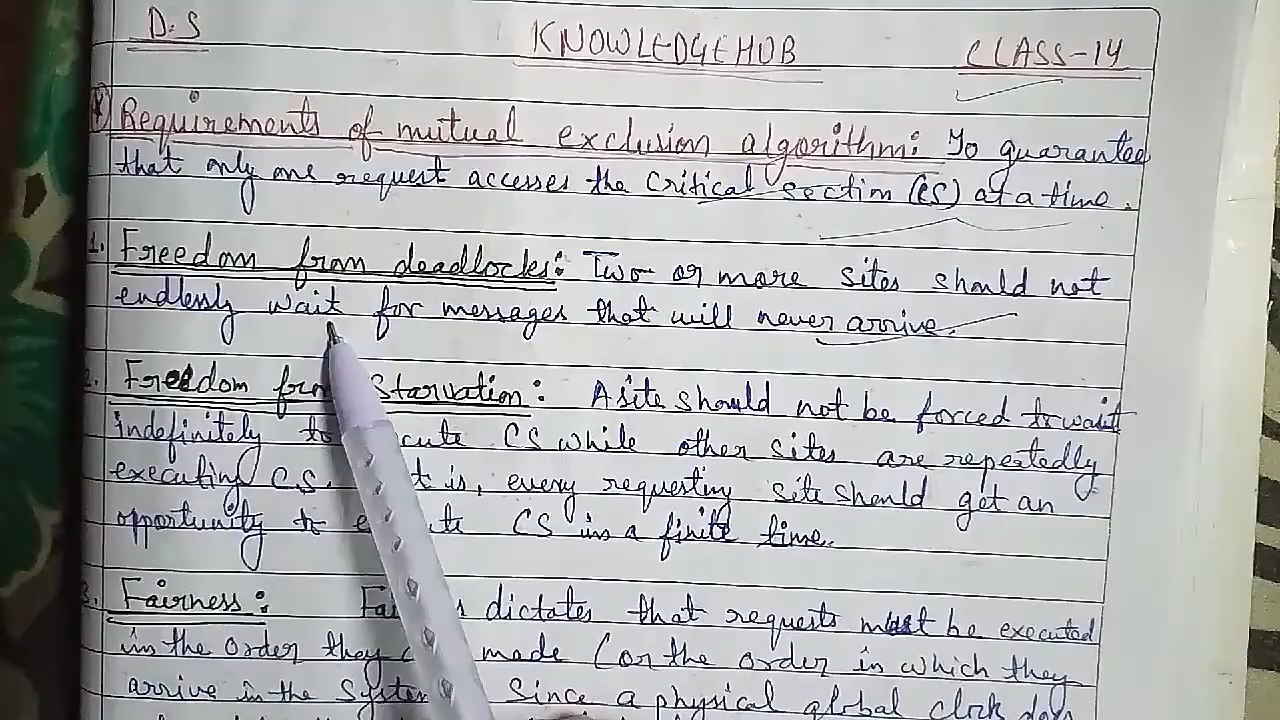 D.S KNOWLEDGEHUB CLASS-14
Requirements of mutual exclusion algorithm: To guarantee
that only one request accesses the critical section (CS) at a time.
1. Freedom from deadlocks: Two or more sites should not
endlessly wait for messages that will never arrive.
2. Freedom from Starvation: A site should not be forced to wait
indefinitely to cute CS while other sites are repeatedly
executing C.S. t is, every requesting site should get an
opportunity to e te CS in a finite time.
3. Fairness: Fai s dictates that requests must be executed
in the order they made (or the order in which they
arrive in the System Since a physical global clock does